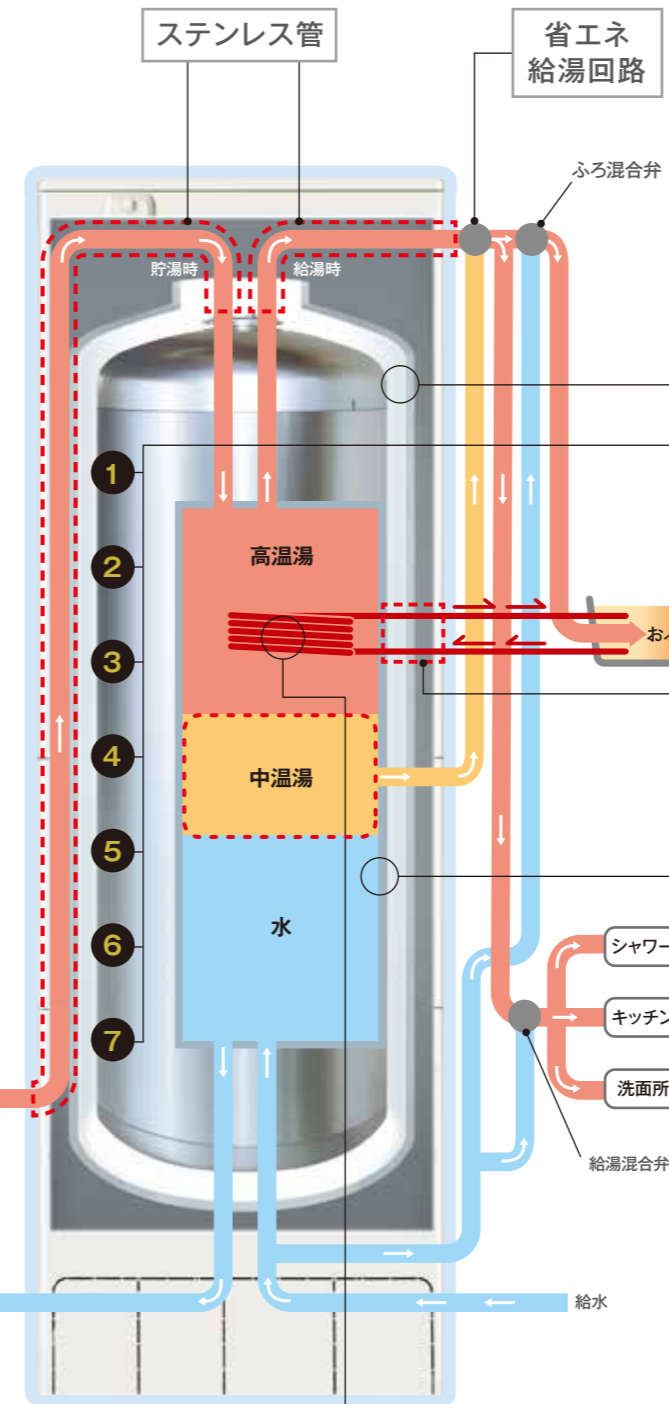 ステンレス管
省エネ
給湯回路
ふろ混合弁
貯湯時
給湯時
1
2
高温湯
3
4
中温湯
5
水
6
シャワー
キッチン
7
洗面所
給湯混合弁
給水